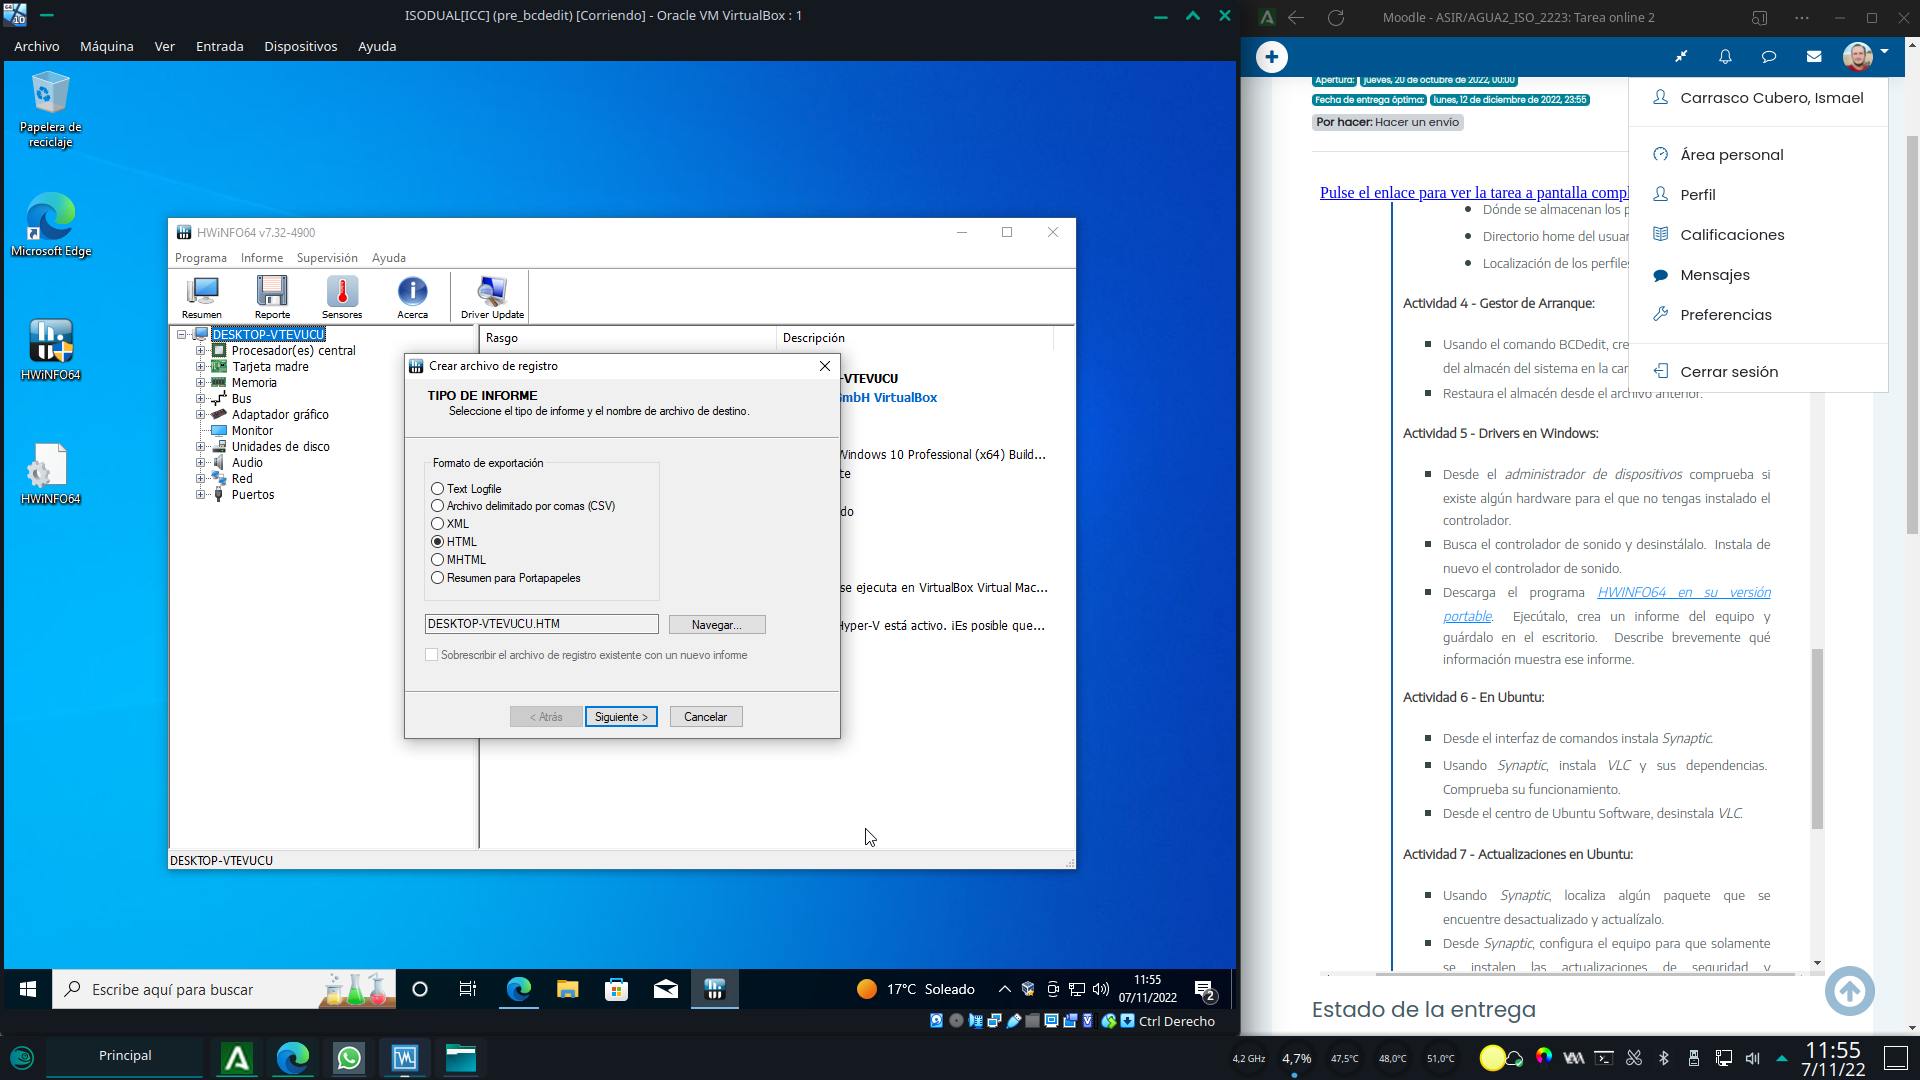 ISODUAL[ICC] (pre_bcdedit) [Corriendo] - Oracle VM VirtualBox : 1
Archivo Máquina Ver Entrada Dispositivos Ayuda
Papelera de
reciclaje
Microsoft Edge
HWiNFO64
HWiNFO64
HWiNFO64 v7.32-4900
Programa Informe Supervisión Ayuda
Resumen Reporte Sensores Acerca Driver Update
DESKTOP-VTEVUCU
Procesador(es) central
Tarjeta madre
Memoria
Bus
Adaptador gráfico
Monitor
Unidades de disco
Audio
Red
Puertos
Rasgo Descripción
-VTEVUCU
GmbH VirtualBox
Windows 10 Professional (x64) Build...
te
do
se ejecuta en VirtualBox Virtual Mac...
Hyper-V está activo. ¡Es posible que...
DESKTOP-VTEVUCU
Crear archivo de registro
TIPO DE INFORME
Seleccione el tipo de informe y el nombre de archivo de destino.
Formato de exportación
Text Logfile
Archivo delimitado por comas (CSV)
XML
HTML
MHTML
Resumen para Portapapeles
DESKTOP-VTEVUCU.HTM
Navegar...
Sobrescribir el archivo de registro existente con un nuevo informe
< Atrás Siguiente > Cancelar
Escribe aquí para buscar
17°C Soleado
11:55
07/11/2022
2
Ctrl Derecho
Moodle - ASIR/AGUA2_ISO_2223: Tarea online 2
Apertura: jueves, 20 de octubre de 2022, 00:00
Fecha de entrega óptima: lunes, 12 de diciembre de 2022, 23:55
Por hacer: Hacer un envío
Pulse el enlace para ver la tarea a pantalla compl
Dónde se almacenan los p
Directorio home del usuar
Localización de los perfiles
Actividad 4 - Gestor de Arranque:
Usando el comando BCDedit, cre
del almacén del sistema en la car
Restaura el almacén desde el archivo anterior.
Actividad 5 - Drivers en Windows:
Desde el administrador de dispositivos comprueba si
existe algún hardware para el que no tengas instalado el
controlador.
Busca el controlador de sonido y desinstálalo. Instala de
nuevo el controlador de sonido.
Descarga el programa HWINFO64 en su versión
portable. Ejecútalo, crea un informe del equipo y
guárdalo en el escritorio. Describe brevemente qué
información muestra ese informe.
Actividad 6 - En Ubuntu:
Desde el interfaz de comandos instala Synaptic.
Usando Synaptic, instala VLC y sus dependencias.
Comprueba su funcionamiento.
Desde el centro de Ubuntu Software, desinstala VLC.
Actividad 7 - Actualizaciones en Ubuntu:
Usando Synaptic, localiza algún paquete que se
encuentre desactualizado y actualízalo.
Desde Synaptic, configura el equipo para que solamente
se instalen las actualizaciones de seguridad y
Estado de la entrega
Carrasco Cubero, Ismael
Área personal
Perfil
Calificaciones
Mensajes
Preferencias
Cerrar sesión
Principal
4,2 GHz 4,7% 47,5°C 48,0°C 51,0°C
11:55
7/11/22